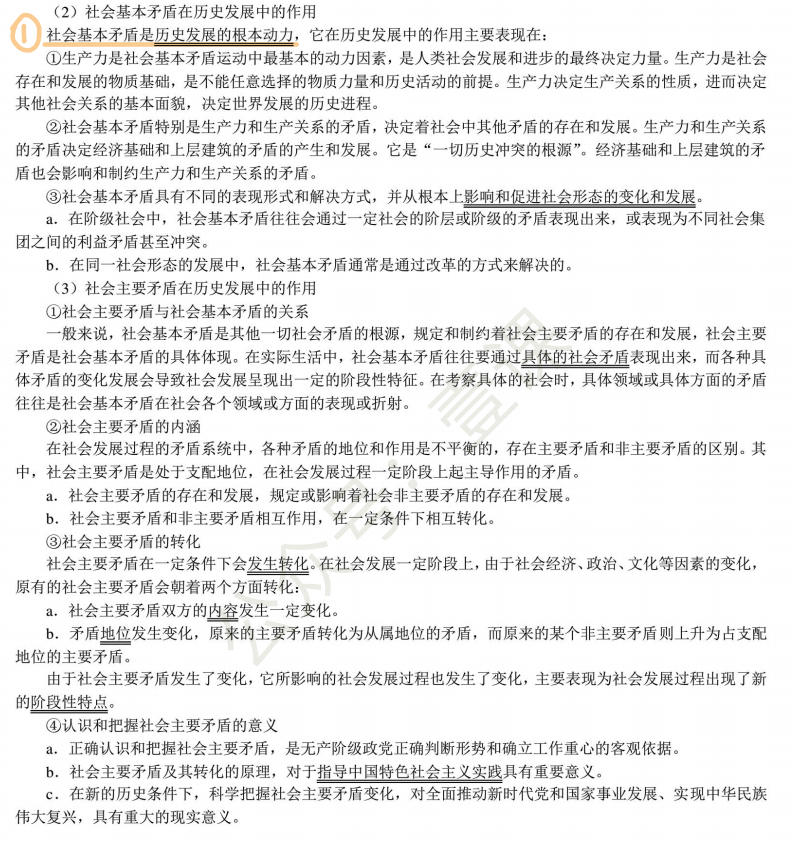 （2）社会基本矛盾在历史发展中的作用
① 社会基本矛盾是历史发展的根本动力，它在历史发展中的作用主要表现在：
①生产力是社会基本矛盾运动中最基本的动力因素，是人类社会发展和进步的最终决定力量。生产力是社会
存在和发展的物质基础，是不能任意选择的物质力量和历史活动的前提。生产力决定生产关系的性质，进而决定
其他社会关系的基本面貌，决定世界发展的历史进程。
②社会基本矛盾特别是生产力和生产关系的矛盾，决定着社会中其他矛盾的存在和发展。生产力和生产关系
的矛盾决定经济基础和上层建筑的矛盾的产生和发展。它是“一切历史冲突的根源”。经济基础和上层建筑的矛
盾也会影响和制约生产力和生产关系的矛盾。
③社会基本矛盾具有不同的表现形式和解决方式，并从根本上影响和促进社会形态的变化和发展。
a．在阶级社会中，社会基本矛盾往往会通过一定社会的阶层或阶级的矛盾表现出来，或表现为不同社会集
团之间的利益矛盾甚至冲突。
b．在同一社会形态的发展中，社会基本矛盾通常是通过改革的方式来解决的。
（3）社会主要矛盾在历史发展中的作用
①社会主要矛盾与社会基本矛盾的关系
一般来说，社会基本矛盾是其他一切社会矛盾的根源，规定和制约着社会主要矛盾的存在和发展，社会主要
矛盾是社会基本矛盾的具体体现。在实际生活中，社会基本矛盾往往要通过具体的社会矛盾表现出来，而各种具
体矛盾的变化发展会导致社会发展呈现出一定的阶段性特征。在考察具体的社会时，具体领域或具体方面的矛盾
往往是社会基本矛盾在社会各个领域或方面的表现或折射。
②社会主要矛盾的内涵
在社会发展过程的矛盾系统中，各种矛盾的地位和作用是不平衡的，存在主要矛盾和非主要矛盾的区别。其
中，社会主要矛盾是处于支配地位，在社会发展过程一定阶段上起主导作用的矛盾。
a．社会主要矛盾的存在和发展，规定或影响着社会非主要矛盾的存在和发展。
b．社会主要矛盾和非主要矛盾相互作用，在一定条件下相互转化。
③社会主要矛盾的转化
社会主要矛盾在一定条件下会发生转化。在社会发展一定阶段上，由于社会经济、政治、文化等因素的变化，
原有的社会主要矛盾会朝着两个方面转化：
a．社会主要矛盾双方的内容发生一定变化。
b．矛盾地位发生变化，原来的主要矛盾转化为从属地位的矛盾，而原来的某个非主要矛盾则上升为占支配
地位的主要矛盾。
由于社会主要矛盾发生了变化，它所影响的社会发展过程也发生了变化，主要表现为社会发展过程出现了新
的阶段性特点。
④认识和把握社会主要矛盾的意义
a．正确认识和把握社会主要矛盾，是无产阶级政党正确判断形势和确立工作重心的客观依据。
b．社会主要矛盾及其转化的原理，对于指导中国特色社会主义实践具有重要意义。
c．在新的历史条件下，科学把握社会主要矛盾变化，对全面推动新时代党和国家事业发展、实现中华民族
伟大复兴，具有重大的现实意义。
公众号：壹课